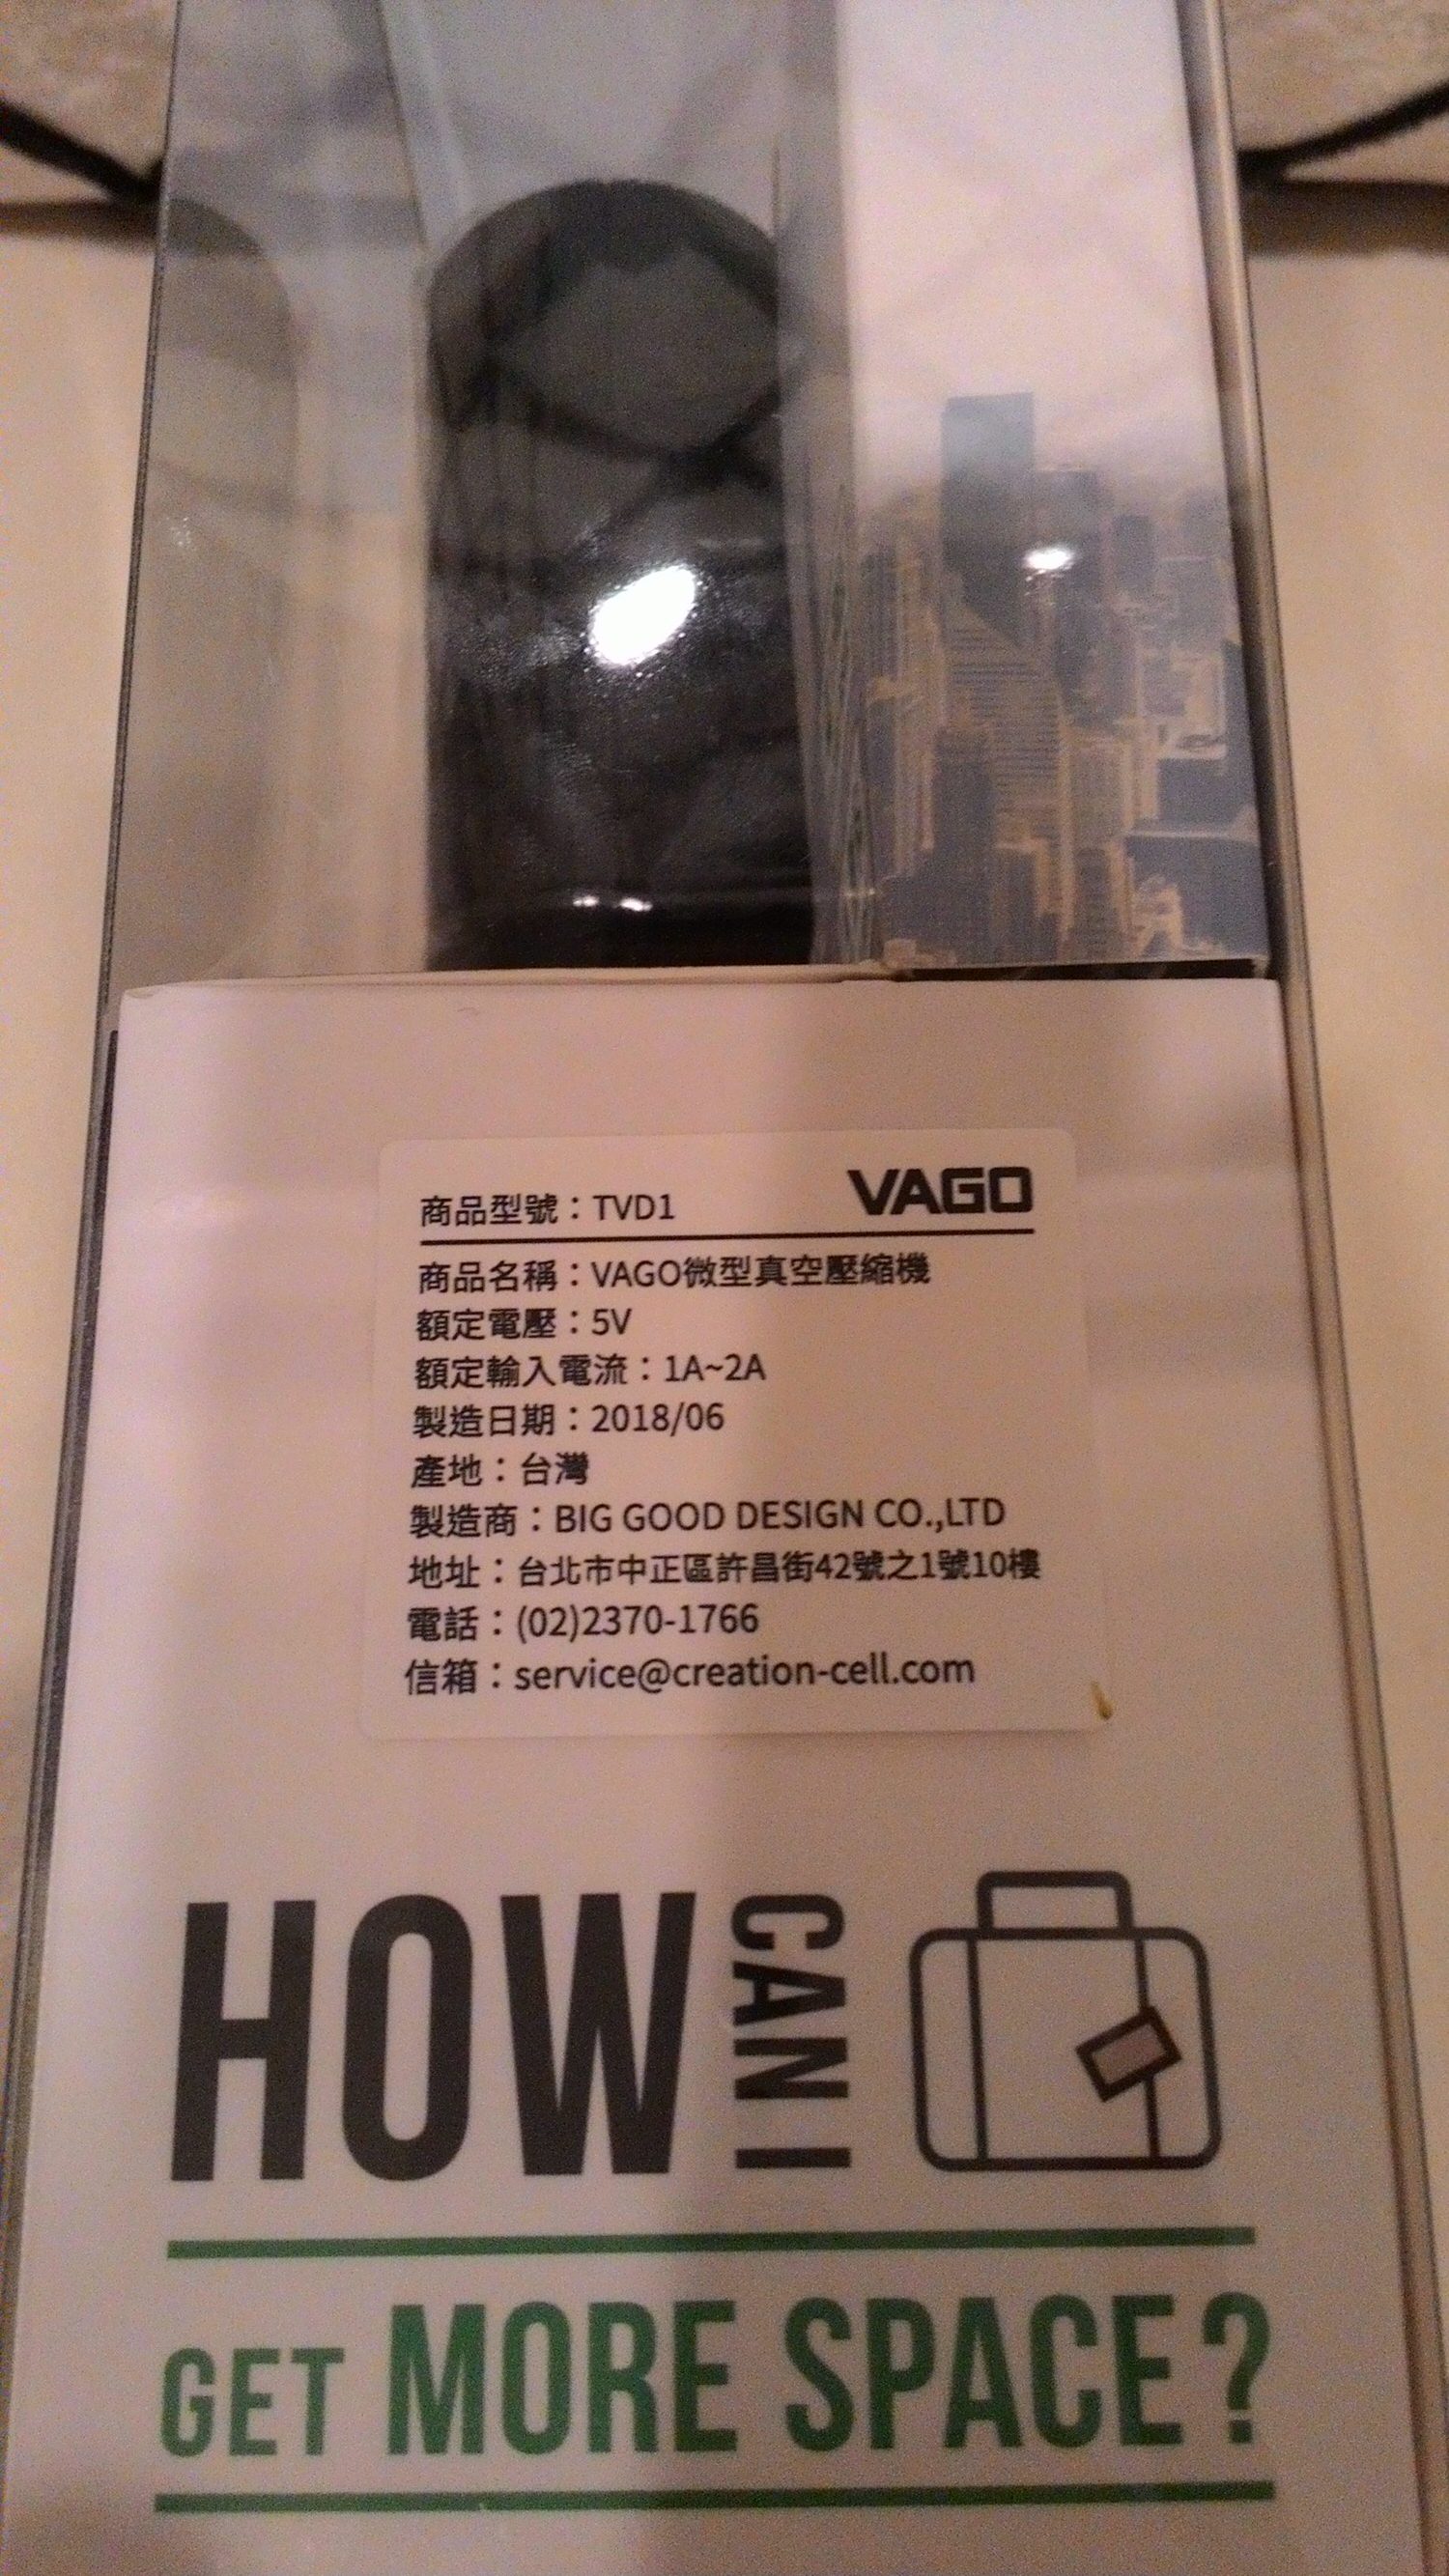 商品型號：TVD1 VAGO
商品名稱：VAGO微型真空壓縮機
額定電壓：5V
額定輸入電流：1A~2A
製造日期：2018/06
產地：台灣
製造商：BIG GOOD DESIGN CO.,LTD
地址：台北市中正區許昌街42號之1號10樓
電話：(02)2370-1766
信箱：service@creation-cell.com
HOW CAN I
GET MORE SPACE?